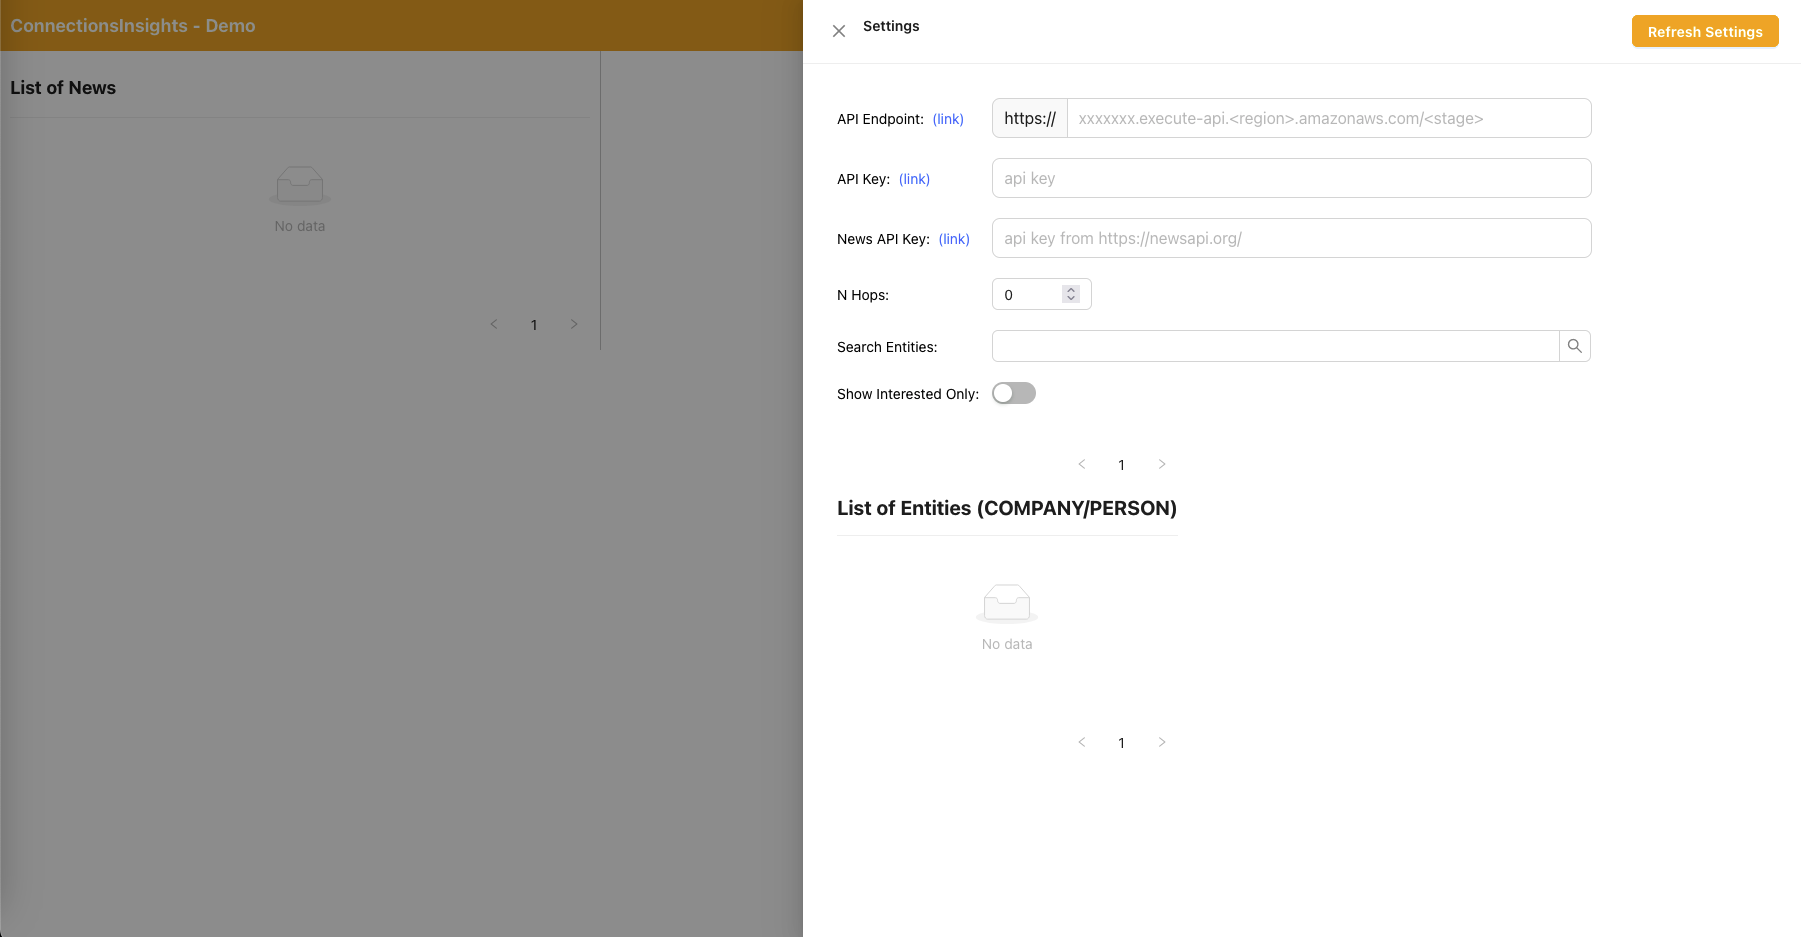 ConnectionsInsights - Demo
List of News
No data
1
Settings
Refresh Settings
API Endpoint: (link) https:// xxxxxxx.execute-api.<region>.amazonaws.com/<stage>
API Key: (link) api key
News API Key: (link) api key from https://newsapi.org/
N Hops: 0
Search Entities:
Show Interested Only:
1
List of Entities (COMPANY/PERSON)
No data
1